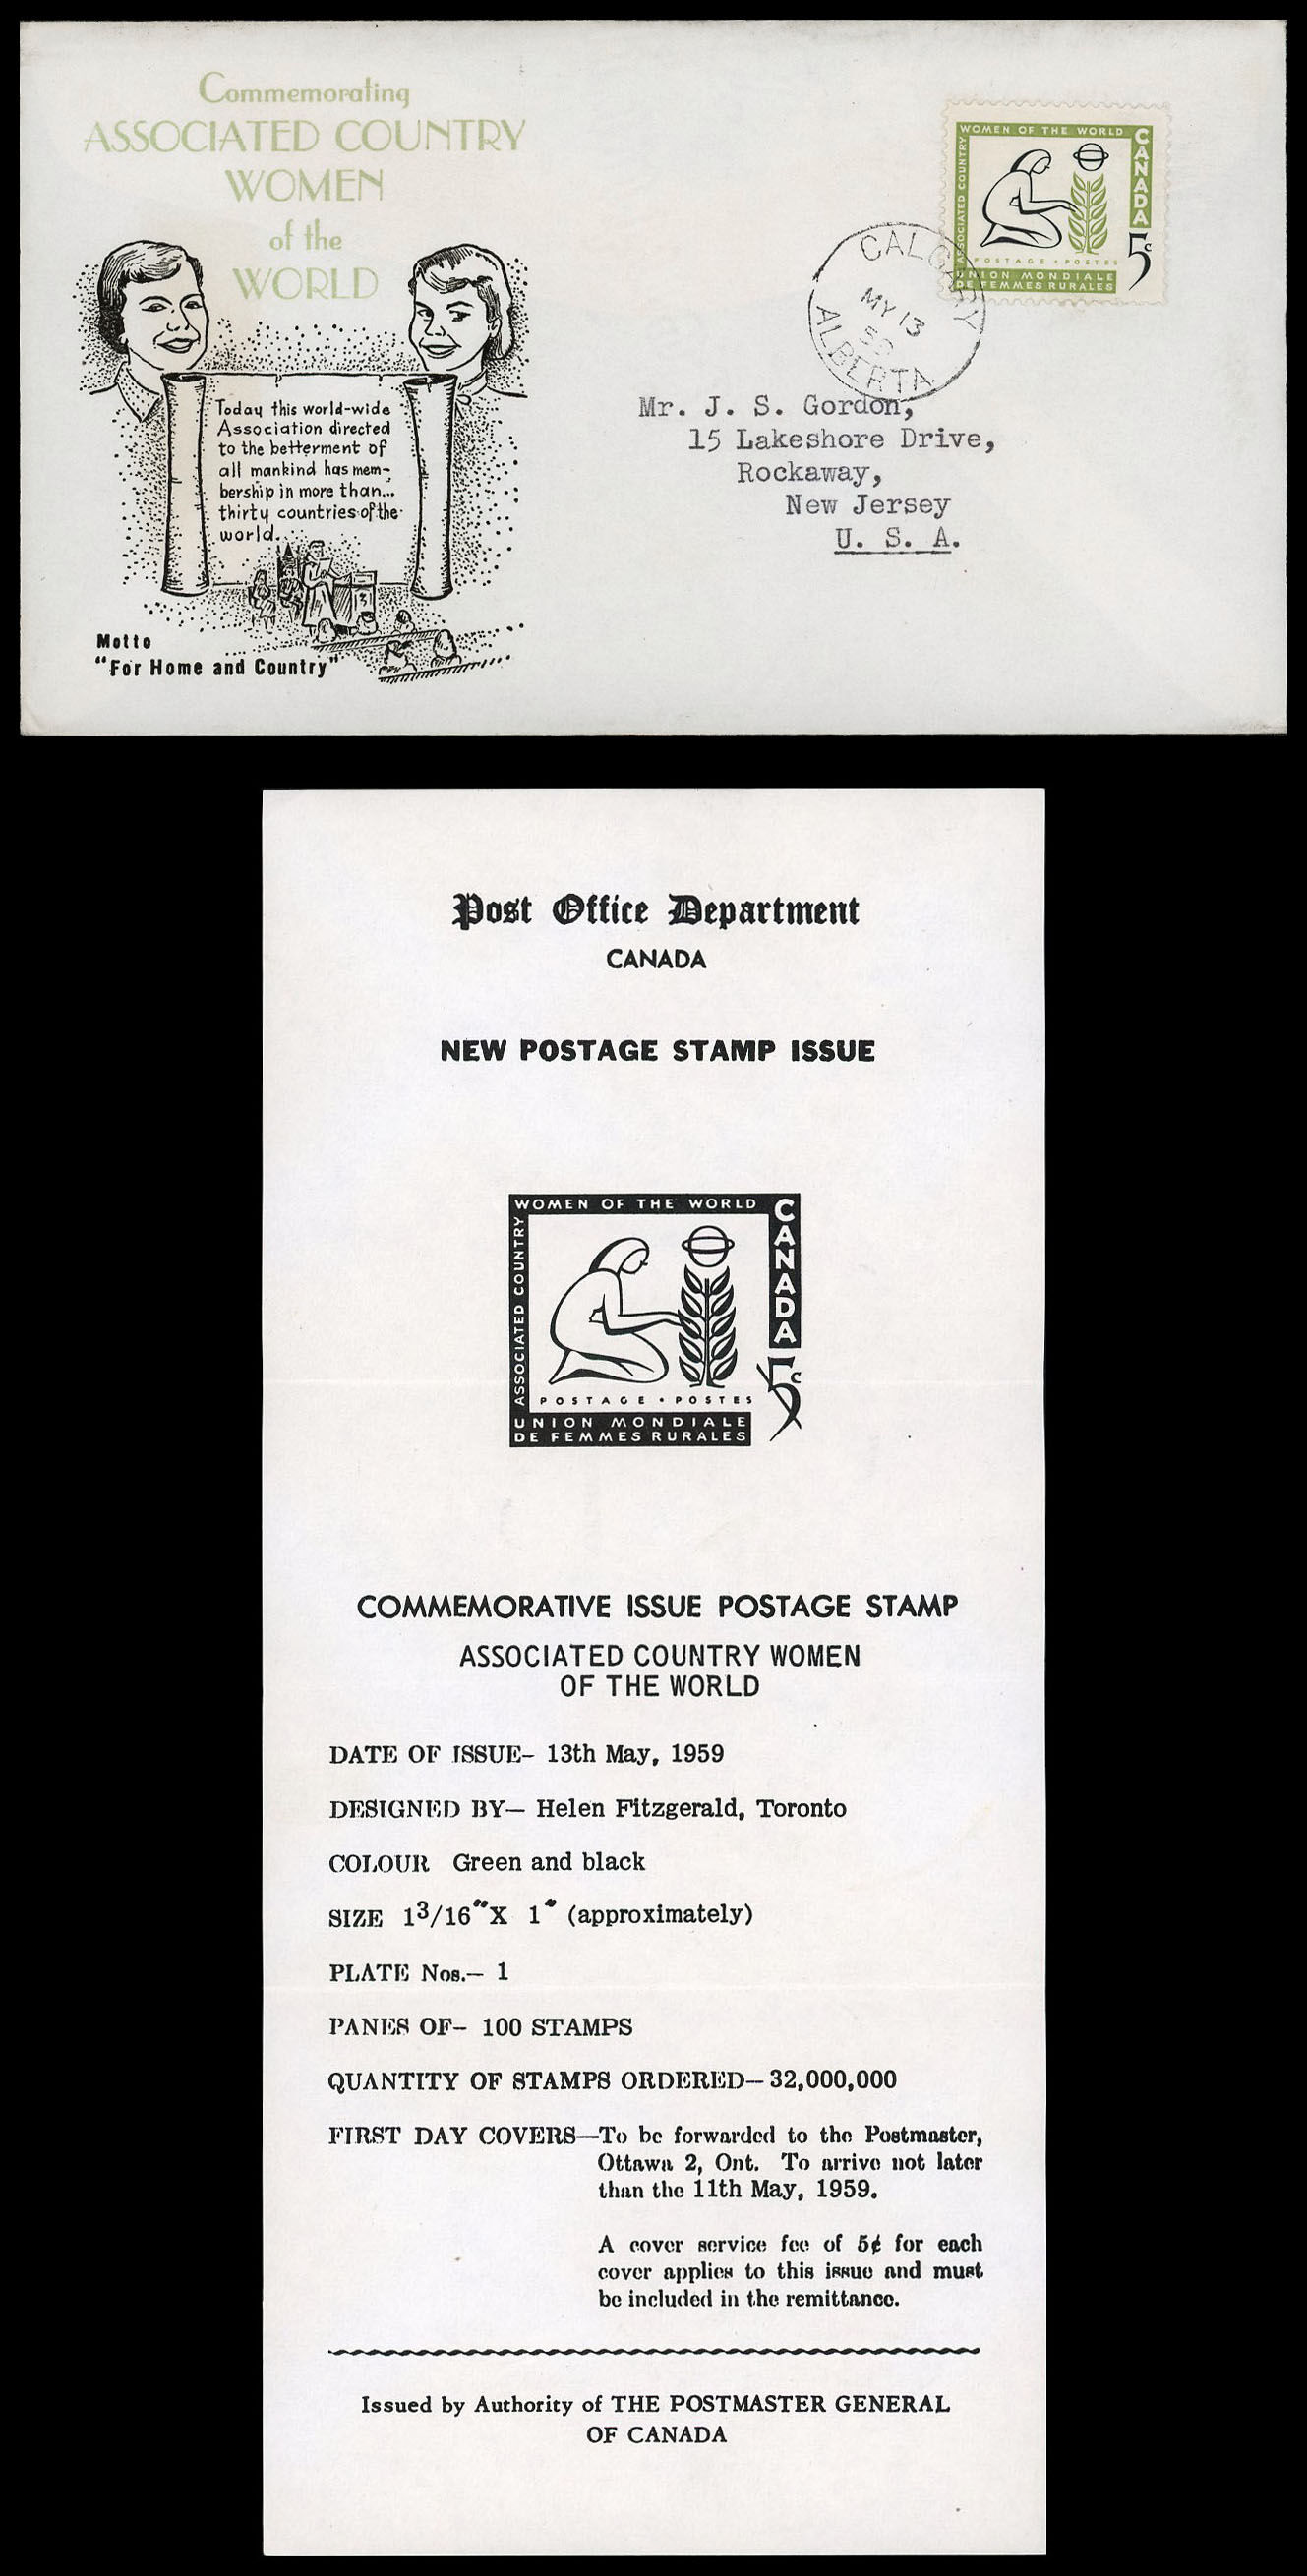 Commemorating
ASSOCIATED COUNTRY
WOMEN
of the
WORLD
Today this world-wide
Association directed
to the betterment of
all mankind has mem-
bership in more than...
thirty countries of the
world.
Motto
"For Home and Country"
WOMEN OF THE WORLD
ASSOCIATED COUNTRY
CANADA
5c
POSTAGE · POSTES
UNION MONDIALE
DE FEMMES RURALES
CALGARY
MY 13
ALBERTA
Mr. J. S. Gordon,
15 Lakeshore Drive,
Rockaway,
New Jersey
U. S. A.
Post Office Department
CANADA
NEW POSTAGE STAMP ISSUE
WOMEN OF THE WORLD
ASSOCIATED COUNTRY
CANADA
5c
POSTAGE · POSTES
UNION MONDIALE
DE FEMMES RURALES
COMMEMORATIVE ISSUE POSTAGE STAMP
ASSOCIATED COUNTRY WOMEN
OF THE WORLD
DATE OF ISSUE– 13th May, 1959
DESIGNED BY— Helen Fitzgerald, Toronto
COLOUR Green and black
SIZE 1 3/16" X 1" (approximately)
PLATE Nos.— 1
PANES OF– 100 STAMPS
QUANTITY OF STAMPS ORDERED— 32,000,000
FIRST DAY COVERS—To be forwarded to the Postmaster,
Ottawa 2, Ont. To arrive not later
than the 11th May, 1959.
A cover service fee of 5¢ for each
cover applies to this issue and must
be included in the remittance.
Issued by Authority of THE POSTMASTER GENERAL
OF CANADA